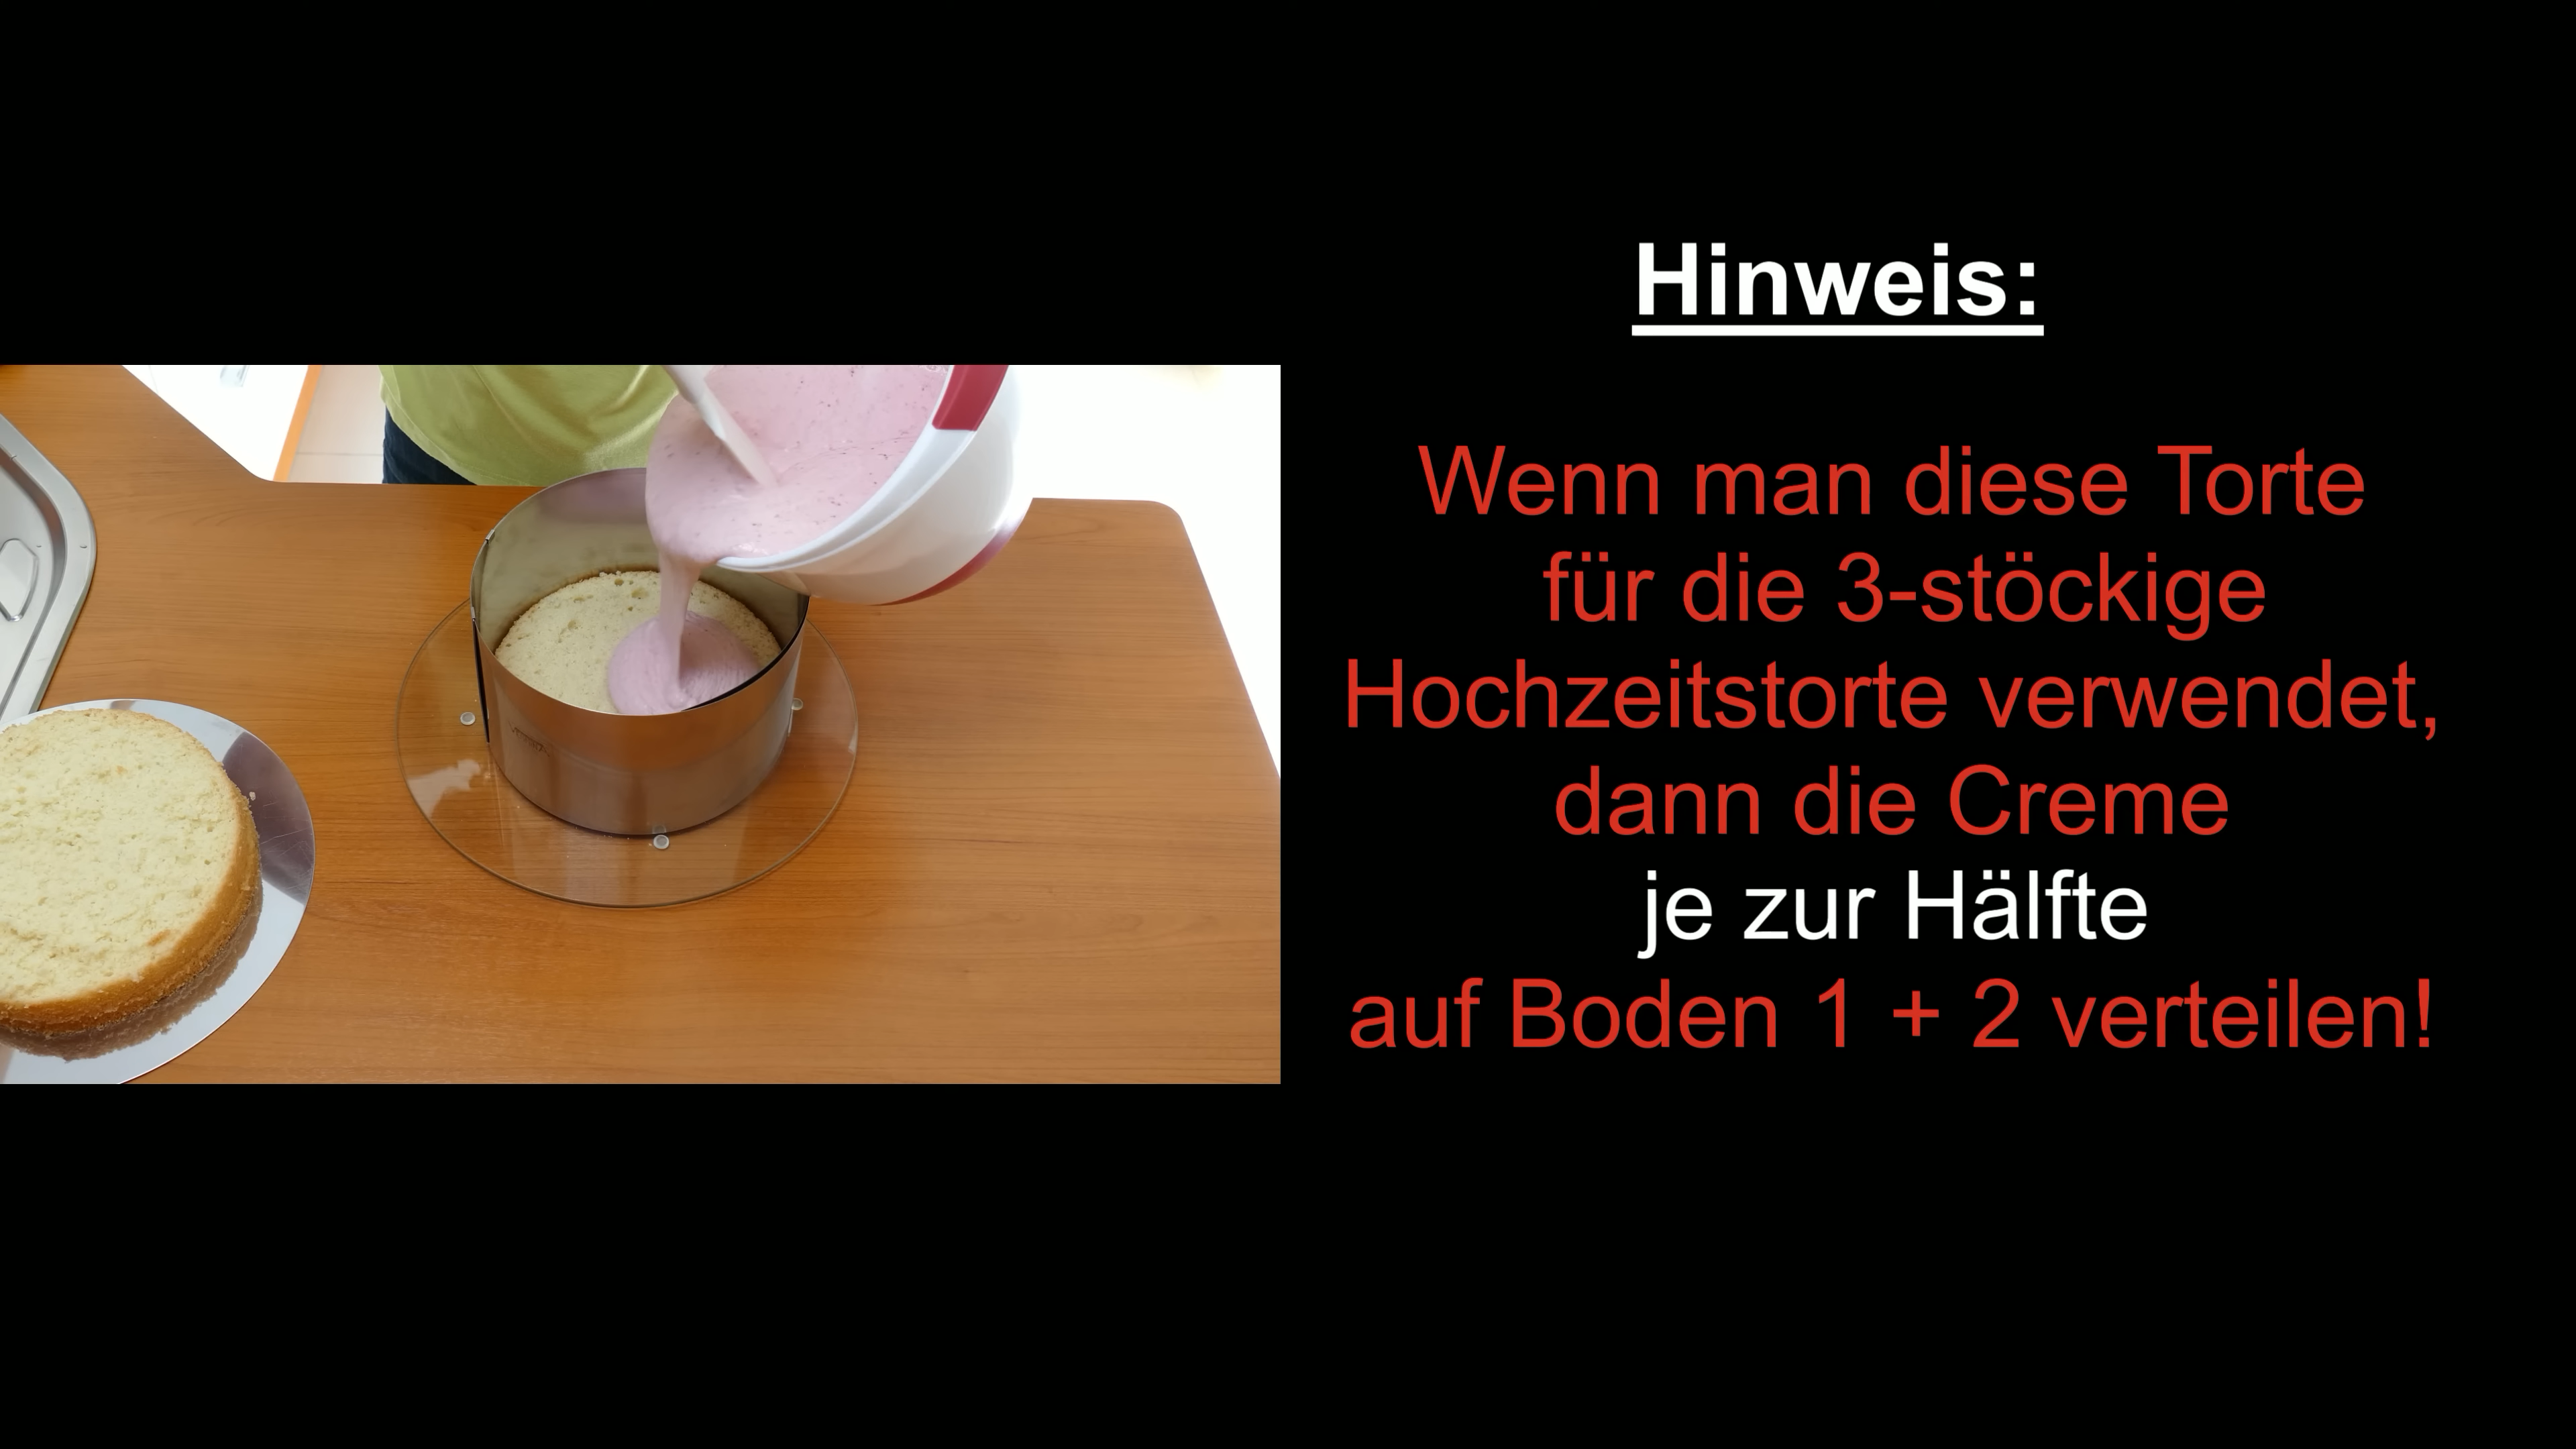 Hinweis:
Wenn man diese Torte
für die 3-stöckige
Hochzeitstorte verwendet,
dann die Creme
je zur Hälfte
auf Boden 1 + 2 verteilen!